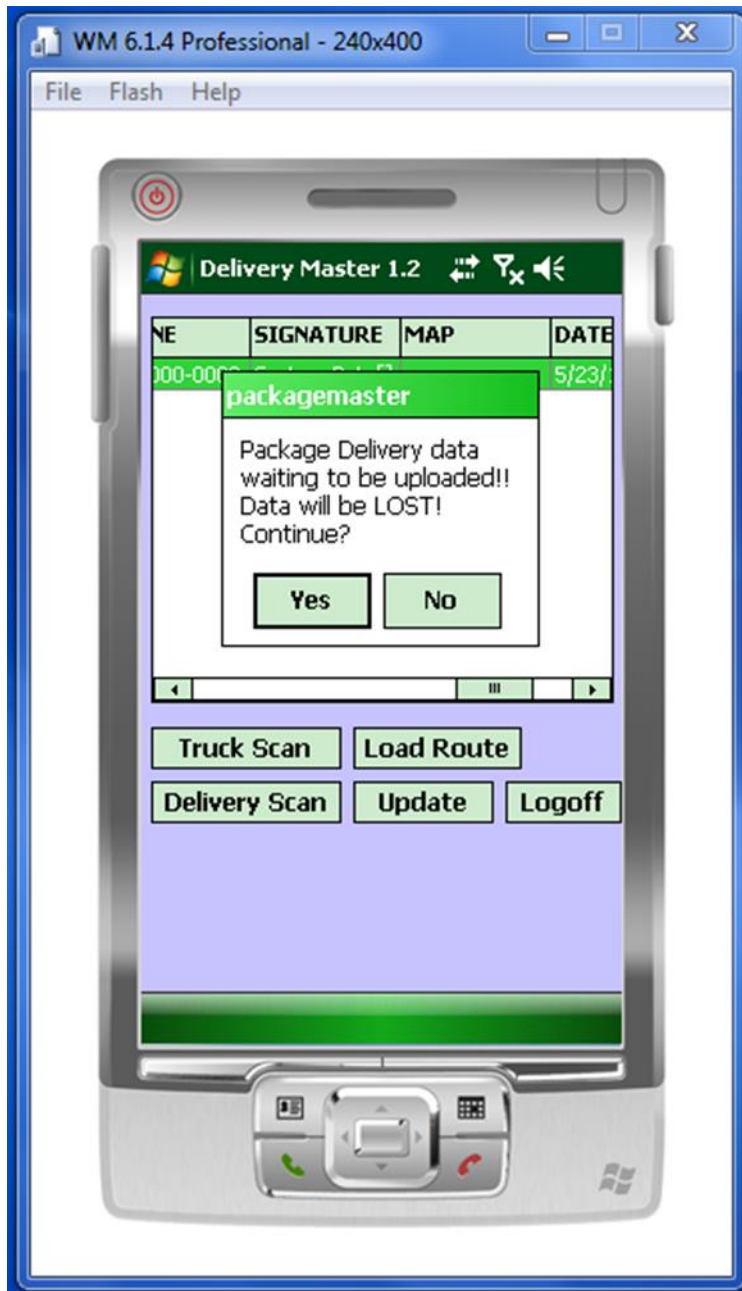 WM 6.1.4 Professional - 240x400
File Flash Help
Delivery Master 1.2
NE SIGNATURE MAP DATE
000-0000 5/23/
packagemaster
Package Delivery data
waiting to be uploaded!!
Data will be LOST!
Continue?
Yes No
Truck Scan Load Route
Delivery Scan Update Logoff